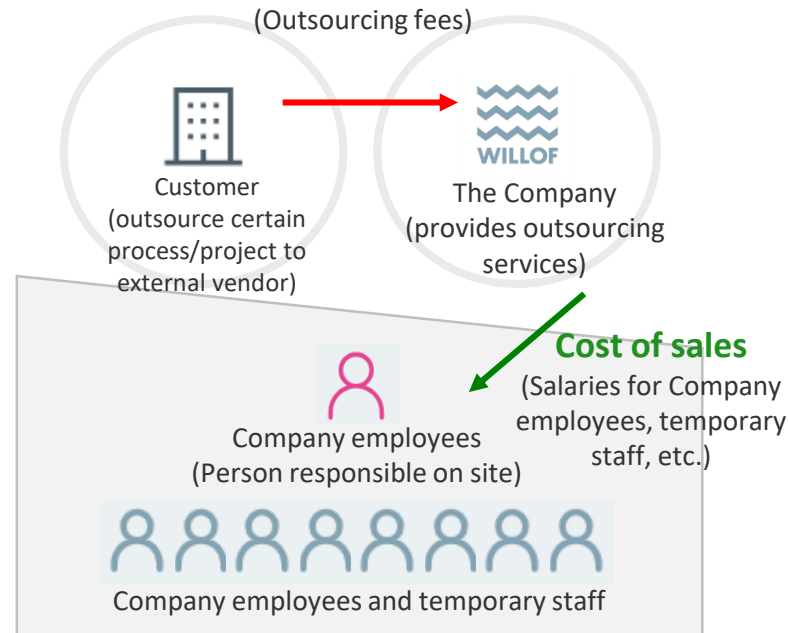 (Outsourcing fees)
WILLOF
Customer
(outsource certain
process/project to
external vendor)
The Company
(provides outsourcing
services)
Cost of sales
(Salaries for Company
employees, temporary
staff, etc.)
Company employees
(Person responsible on site)
Company employees and temporary staff